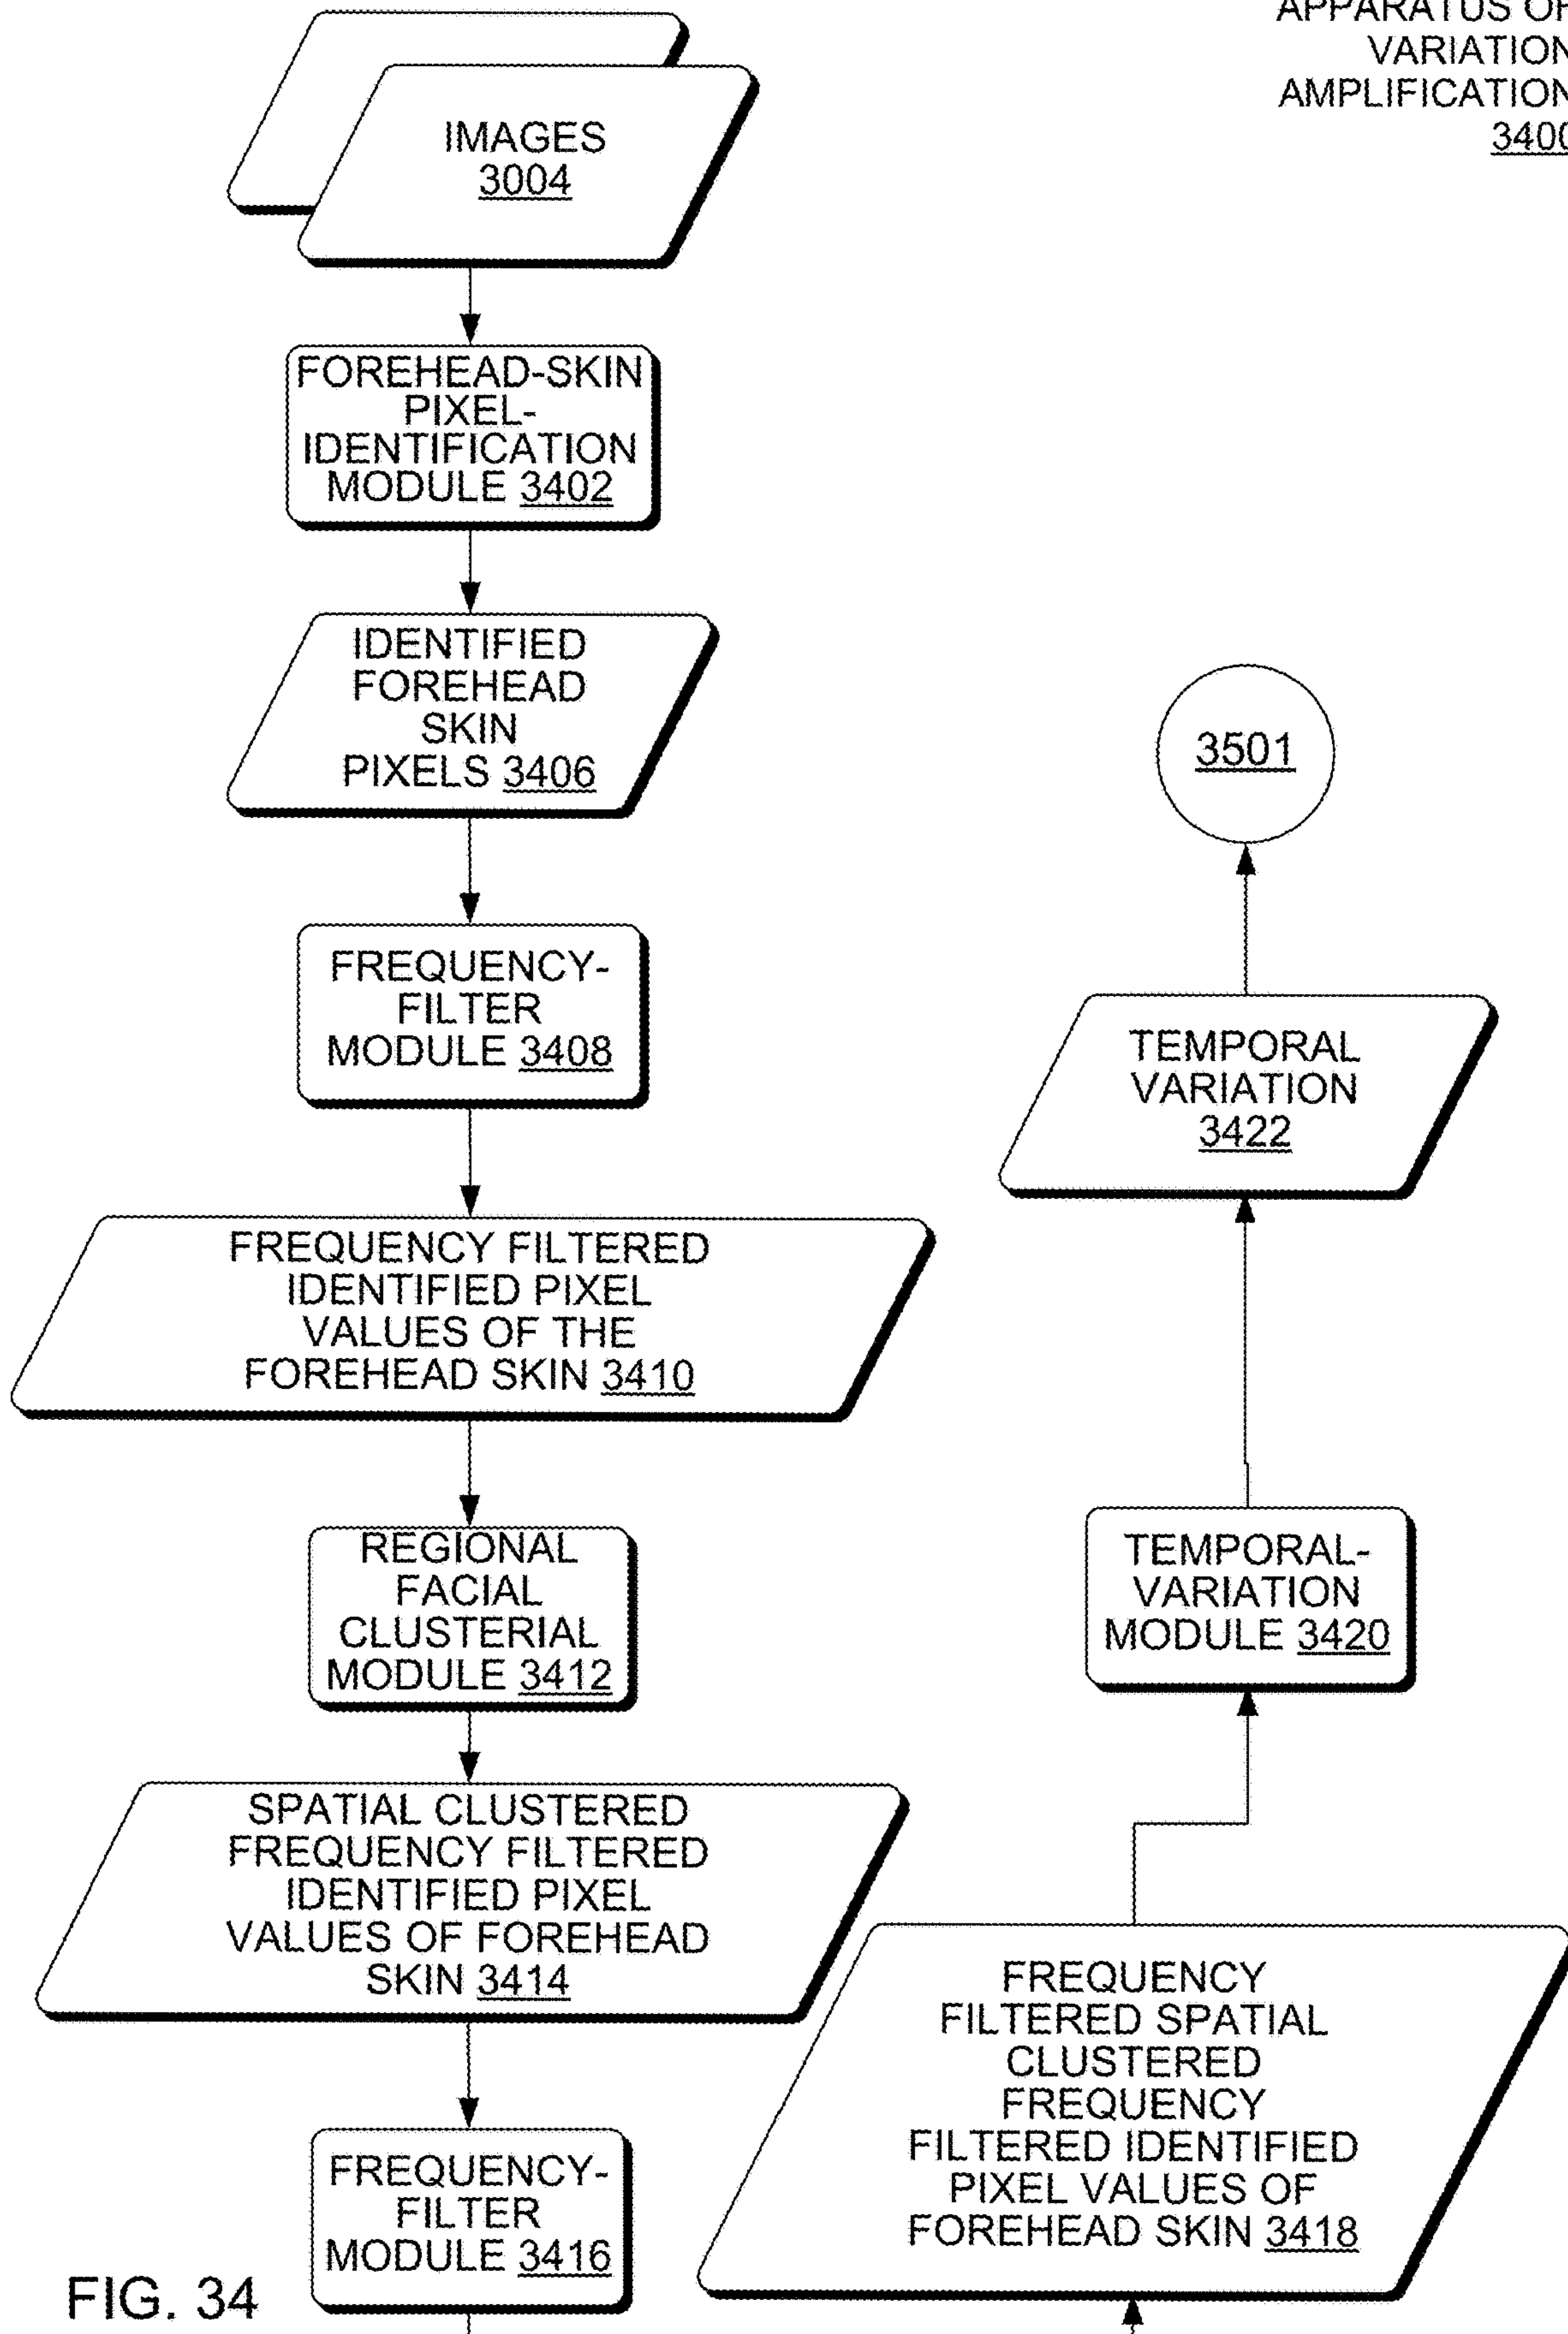 APPARATUS OF
VARIATION
AMPLIFICATION
3400
IMAGES
3004
FOREHEAD-SKIN
PIXEL-
IDENTIFICATION
MODULE 3402
IDENTIFIED
FOREHEAD
SKIN
PIXELS 3406
FREQUENCY-
FILTER
MODULE 3408
FREQUENCY FILTERED
IDENTIFIED PIXEL
VALUES OF THE
FOREHEAD SKIN 3410
REGIONAL
FACIAL
CLUSTERIAL
MODULE 3412
SPATIAL CLUSTERED
FREQUENCY FILTERED
IDENTIFIED PIXEL
VALUES OF FOREHEAD
SKIN 3414
FREQUENCY-
FILTER
MODULE 3416
FREQUENCY
FILTERED SPATIAL
CLUSTERED
FREQUENCY
FILTERED IDENTIFIED
PIXEL VALUES OF
FOREHEAD SKIN 3418
TEMPORAL-
VARIATION
MODULE 3420
TEMPORAL
VARIATION
3422
3501
FIG. 34